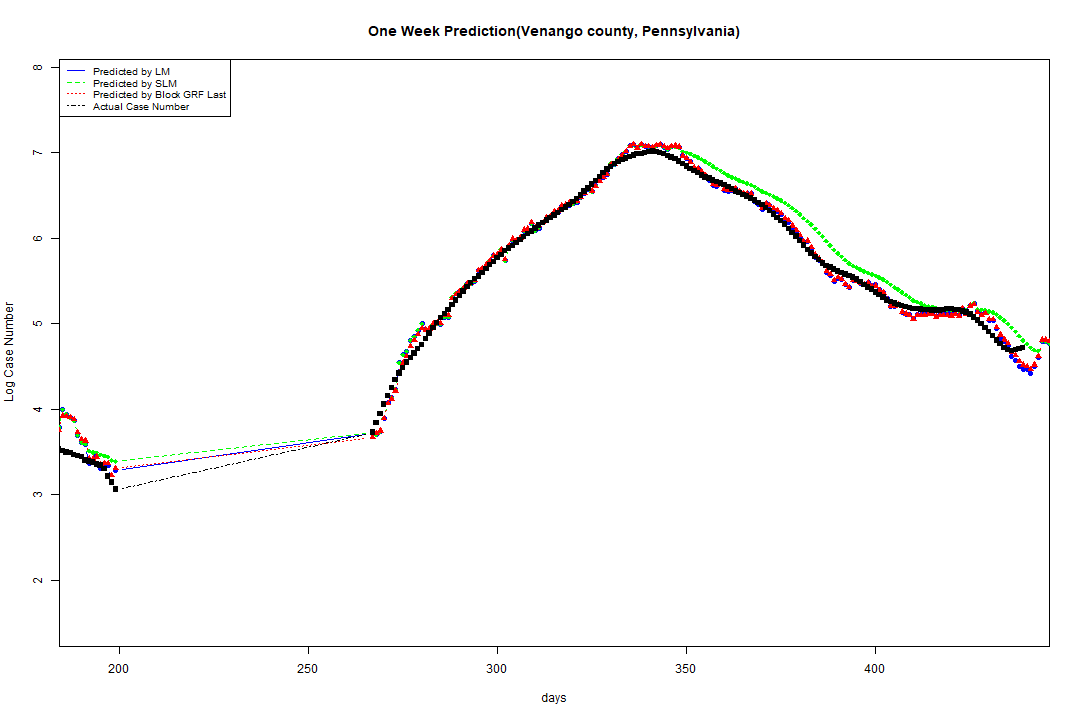 One Week Prediction(Venango county, Pennsylvania)
Predicted by LM
Predicted by SLM
Predicted by Block GRF Last
Actual Case Number
8
7
6
5
4
3
2
Log Case Number
200 250 300 350 400
days